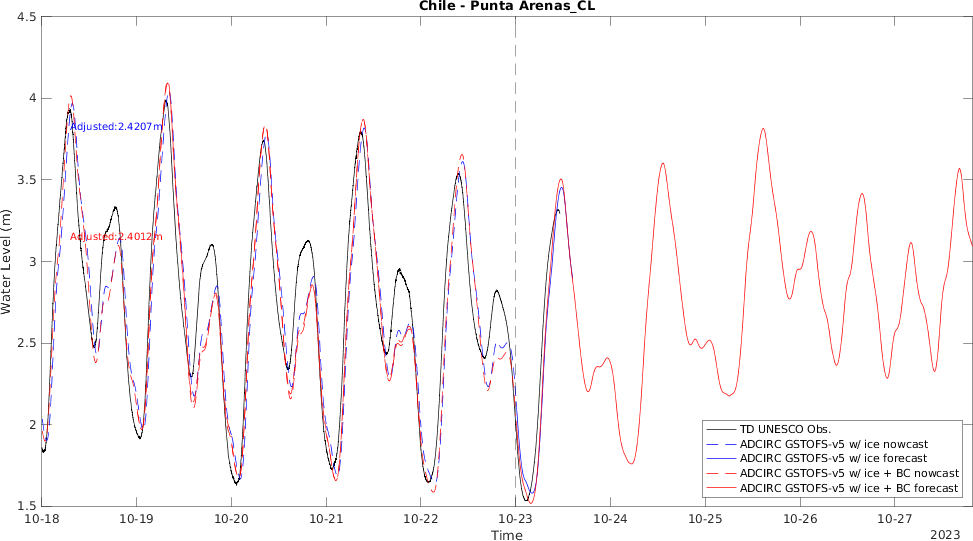 Chile - Punta Arenas_CL
4.5
4
3.5
3
2.5
2
1.5
Water Level (m)
Adjusted:2.4207m
Adjusted:2.4012m
TD UNESCO Obs.
ADCIRC GSTOFS-v5 w/ ice nowcast
ADCIRC GSTOFS-v5 w/ ice forecast
ADCIRC GSTOFS-v5 w/ ice + BC nowcast
ADCIRC GSTOFS-v5 w/ ice + BC forecast
10-18 10-19 10-20 10-21 10-22 10-23 10-24 10-25 10-26 10-27
Time
2023